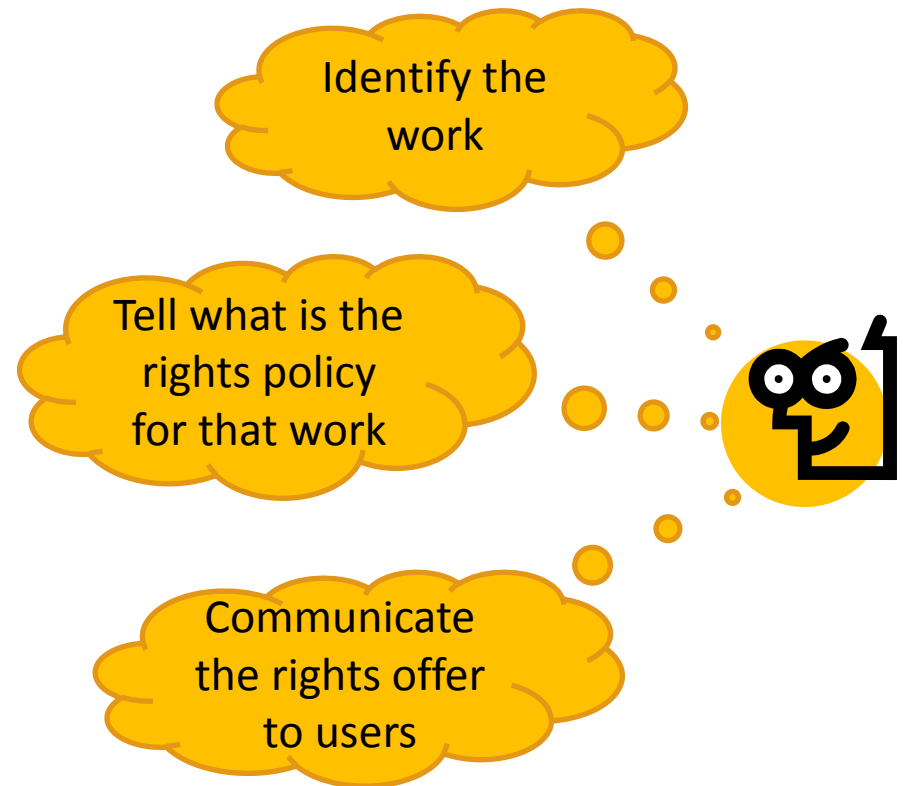 Identify the
work
Tell what is the
rights policy
for that work
Communicate
the rights offer
to users